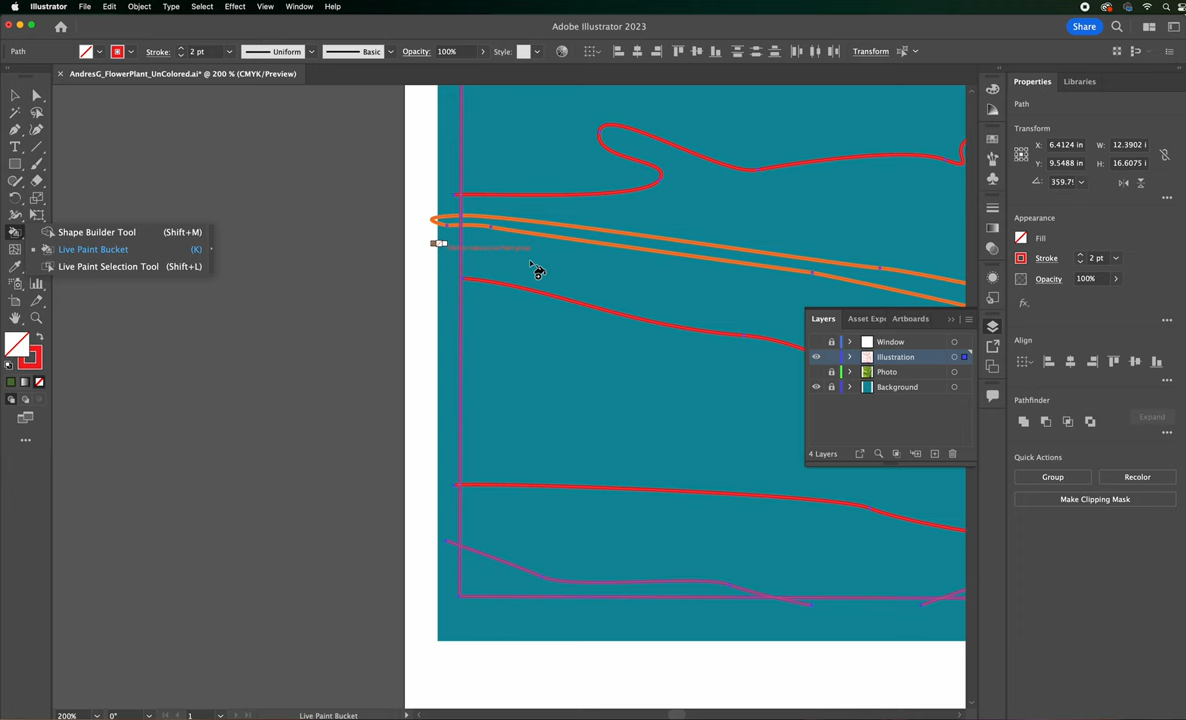 Illustrator File Edit Object Type Select Effect View Window Help
Adobe Illustrator 2023
Share
Path Stroke: 2 pt Uniform Basic Opacity: 100% Style: Transform
AndresG_FlowerPlant_UnColored.ai* @ 200 % (CMYK/Preview)
Properties Libraries
Path
Transform
X: 6.4124 in W: 12.3902 i
Y: 9.5488 in H: 16.6075 i
359.7
Appearance
Fill
Stroke 2 pt
Opacity 100%
fx.
Align
Pathfinder
Expand
Quick Actions
Group Recolor
Make Clipping Mask
Shape Builder Tool (Shift+M)
Live Paint Bucket (K)
Live Paint Selection Tool (Shift+L)
Layers Asset Expo Artboards
Window
Illustration
Photo
Background
4 Layers
200% 0° 1 Live Paint Bucket